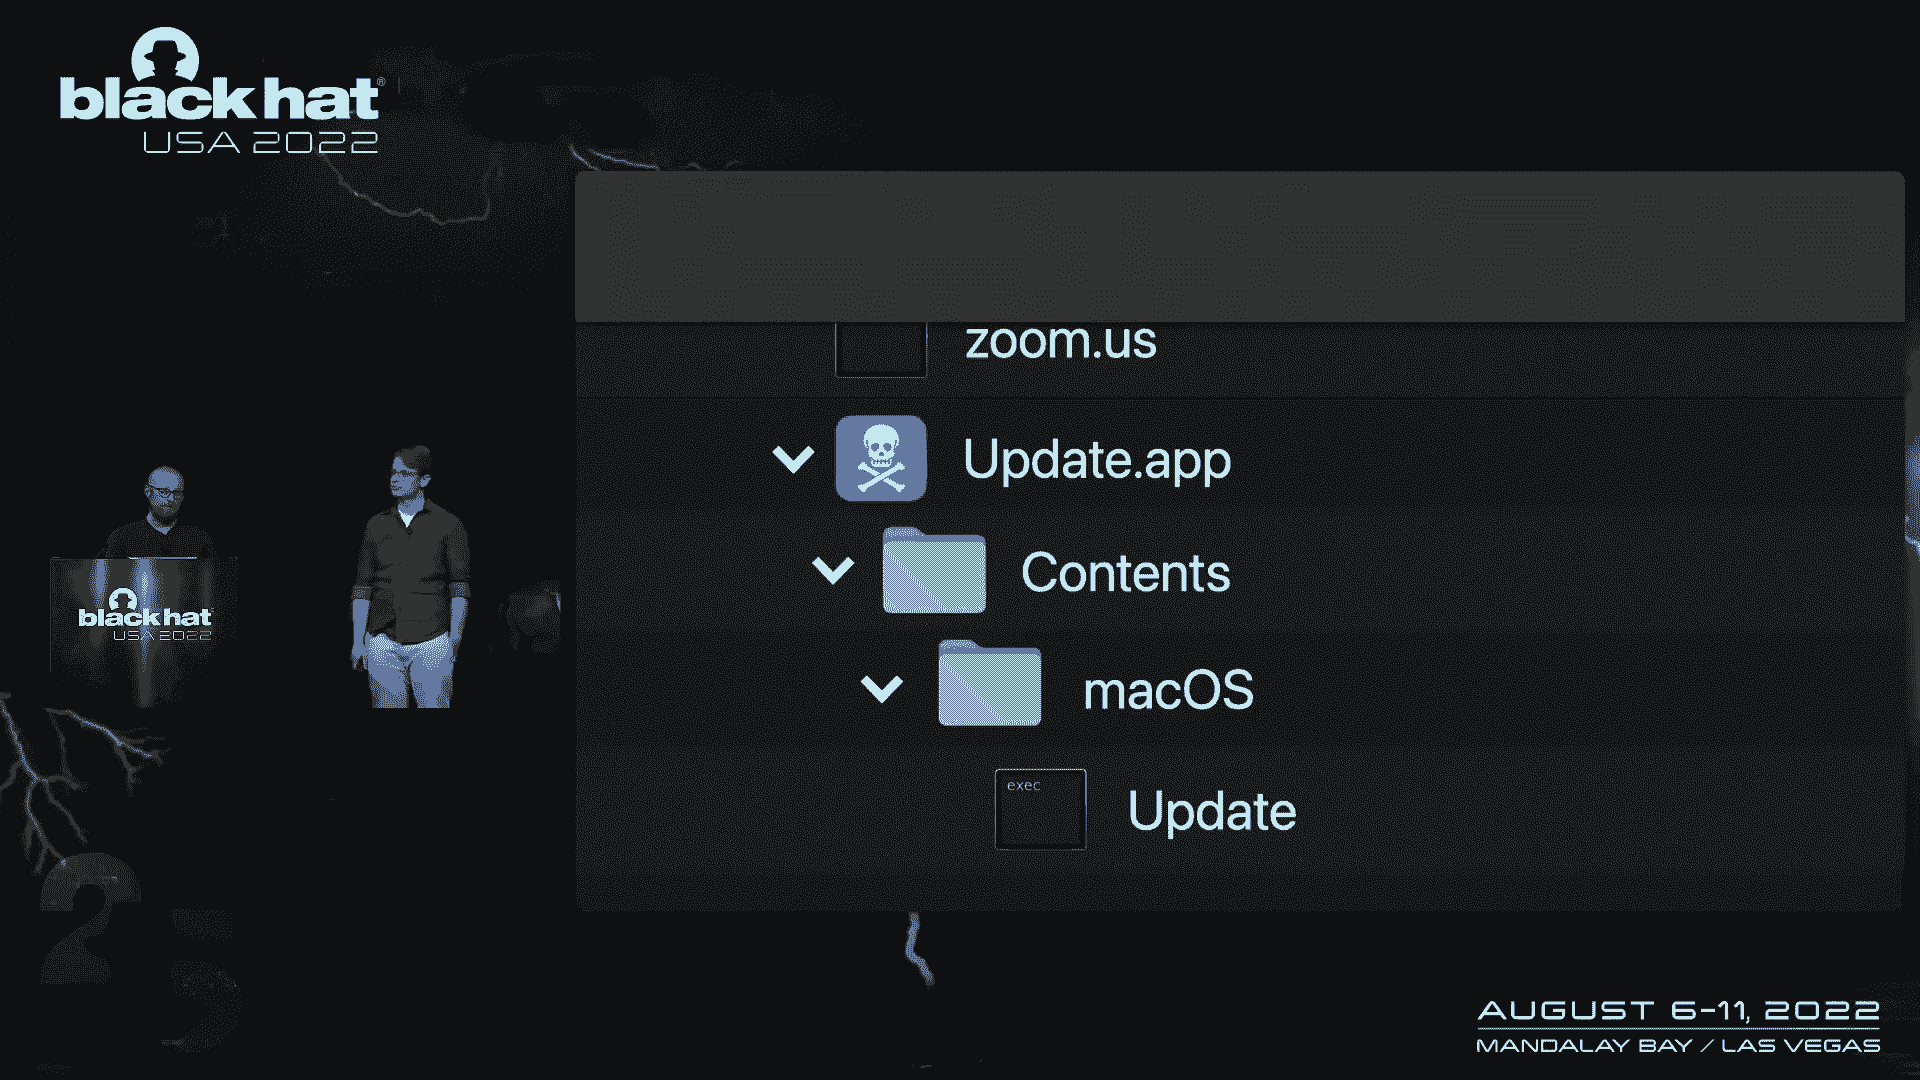 black hat®
USA 2022
zoom.us
Update.app
Contents
macOS
exec
Update
black hat
USA 2022
AUGUST 6-11, 2022
MANDALAY BAY / LAS VEGAS